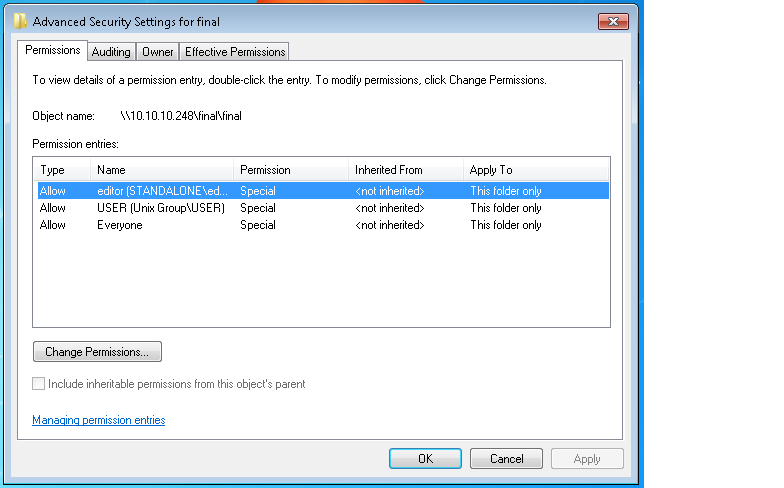 Advanced Security Settings for final
Permissions Auditing Owner Effective Permissions
To view details of a permission entry, double-click the entry. To modify permissions, click Change Permissions.
Object name: \\10.10.10.248\final\final
Permission entries:
Type Name Permission Inherited From Apply To
Allow editor (STANDALONE\ed... Special <not inherited> This folder only
Allow USER (Unix Group\USER) Special <not inherited> This folder only
Allow Everyone Special <not inherited> This folder only
Change Permissions...
Include inheritable permissions from this object's parent
Managing permission entries
OK Cancel Apply